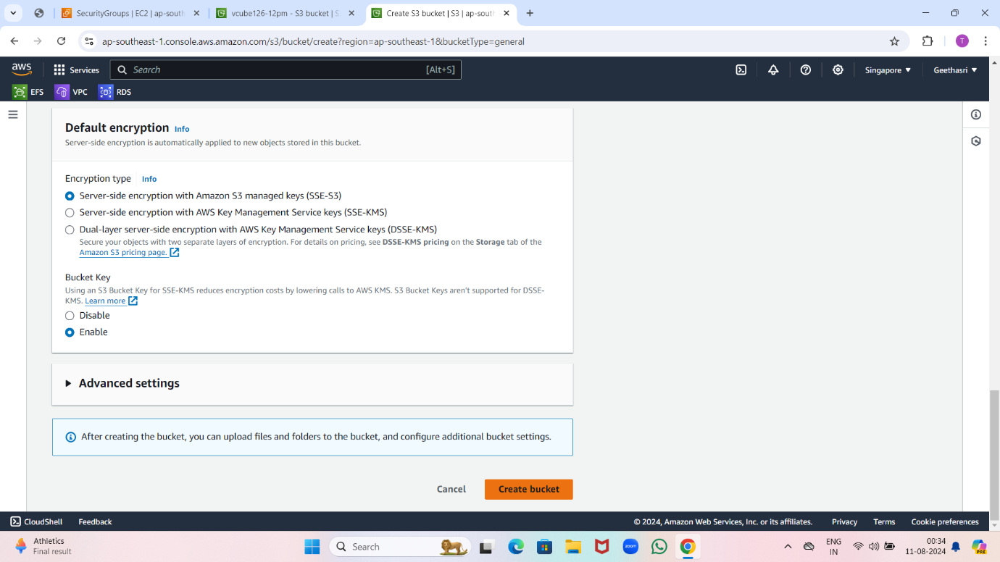 SecurityGroups | EC2 | ap-south
vcube126-12pm - S3 bucket | S
Create S3 bucket | S3 | ap-south
ap-southeast-1.console.aws.amazon.com/s3/bucket/create?region=ap-southeast-1&bucketType=general
T
aws
Services
Search
[Alt+S]
Singapore
Geethasri
EFS
VPC
RDS
Default encryption
Info
Server-side encryption is automatically applied to new objects stored in this bucket.
Encryption type
Info
Server-side encryption with Amazon S3 managed keys (SSE-S3)
Server-side encryption with AWS Key Management Service keys (SSE-KMS)
Dual-layer server-side encryption with AWS Key Management Service keys (DSSE-KMS)
Secure your objects with two separate layers of encryption. For details on pricing, see DSSE-KMS pricing on the Storage tab of the
Amazon S3 pricing page.
Bucket Key
Using an S3 Bucket Key for SSE-KMS reduces encryption costs by lowering calls to AWS KMS. S3 Bucket Keys aren't supported for DSSE-
KMS. Learn more
Disable
Enable
Advanced settings
After creating the bucket, you can upload files and folders to the bucket, and configure additional bucket settings.
Cancel
Create bucket
CloudShell
Feedback
© 2024, Amazon Web Services, Inc. or its affiliates.
Privacy
Terms
Cookie preferences
Athletics
Final result
Search
zoom
ENG
IN
00:34
11-08-2024
PRE